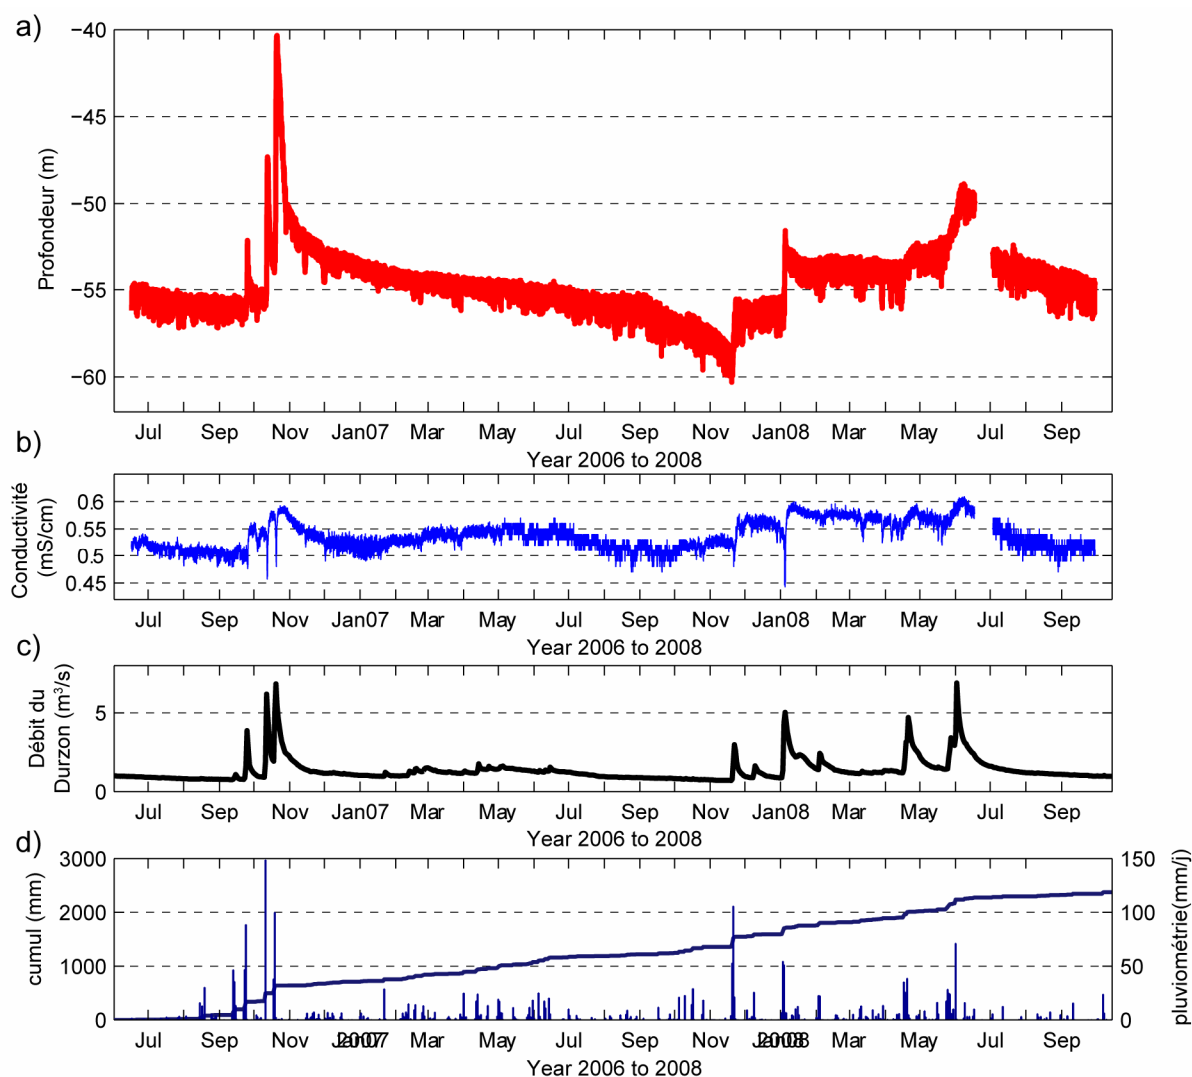 a)
Profondeur (m)
−40
−45
−50
−55
−60
Jul Sep Nov Jan07 Mar May Jul Sep Nov Jan08 Mar May Jul Sep
Year 2006 to 2008
b)
Conductivité
(mS/cm)
0.6
0.55
0.5
0.45
Jul Sep Nov Jan07 Mar May Jul Sep Nov Jan08 Mar May Jul Sep
Year 2006 to 2008
c)
Débit du
Durzon (m³/s)
5
0
Jul Sep Nov Jan07 Mar May Jul Sep Nov Jan08 Mar May Jul Sep
Year 2006 to 2008
d)
cumul (mm)
3000 150
2000 100
1000 50
0 0
pluviométrie(mm/j)
Jul Sep Nov 2007 Mar May Jul Sep Nov 2008 Mar May Jul Sep
Year 2006 to 2008